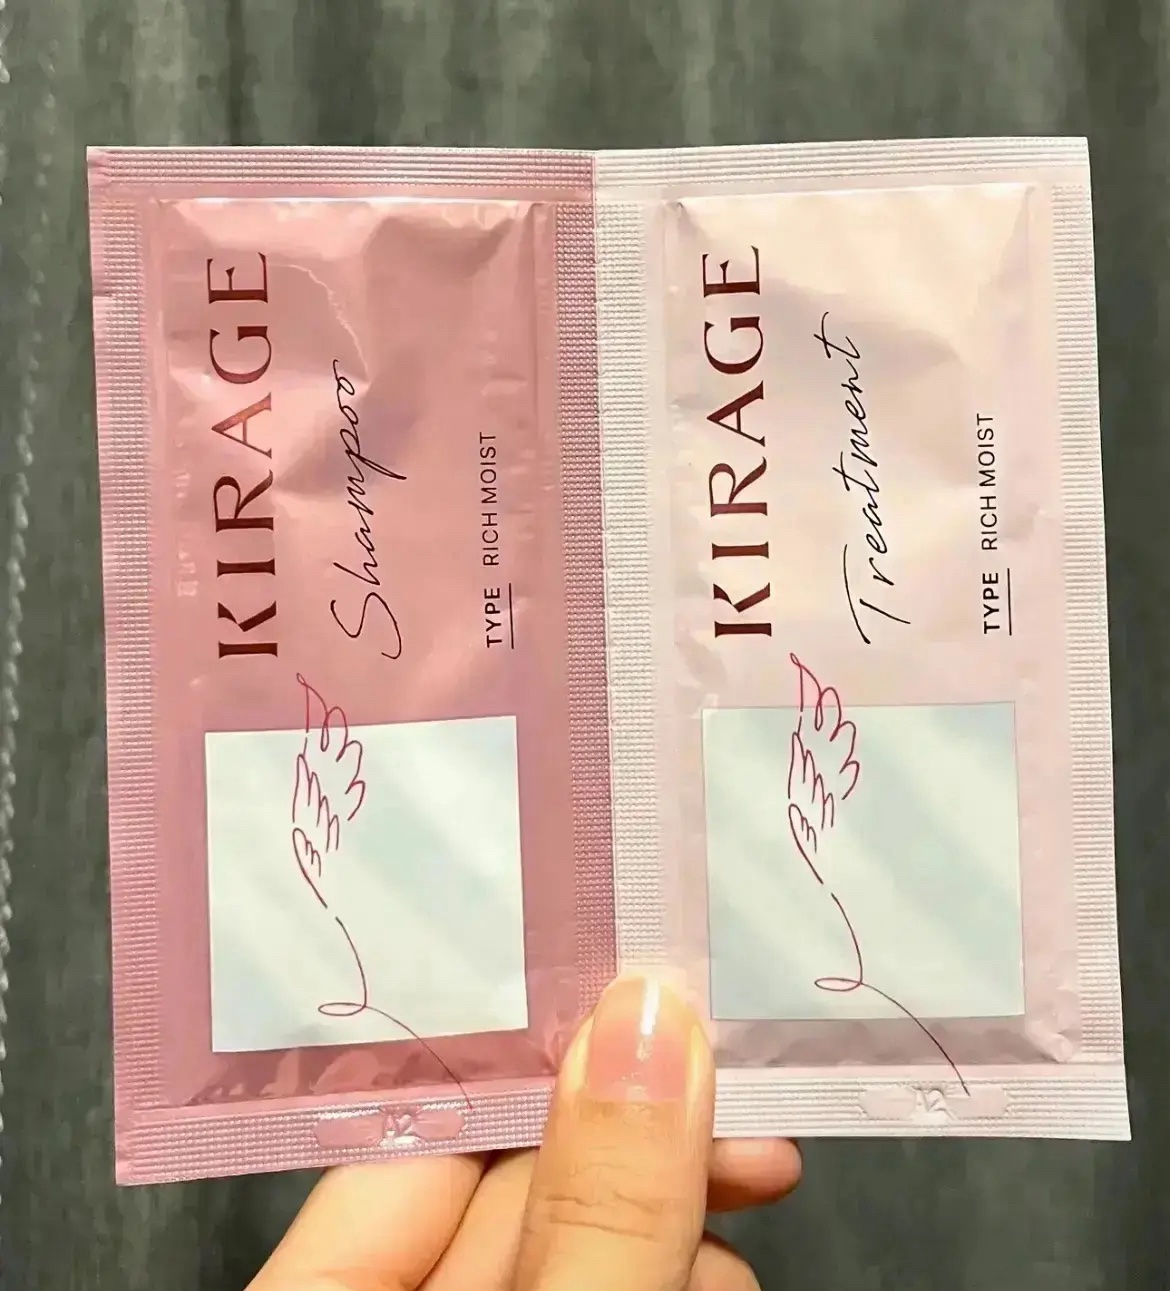 KIRAGE
Shampoo
TYPE RICH MOIST
KIRAGE
Treatment
TYPE RICH MOIST